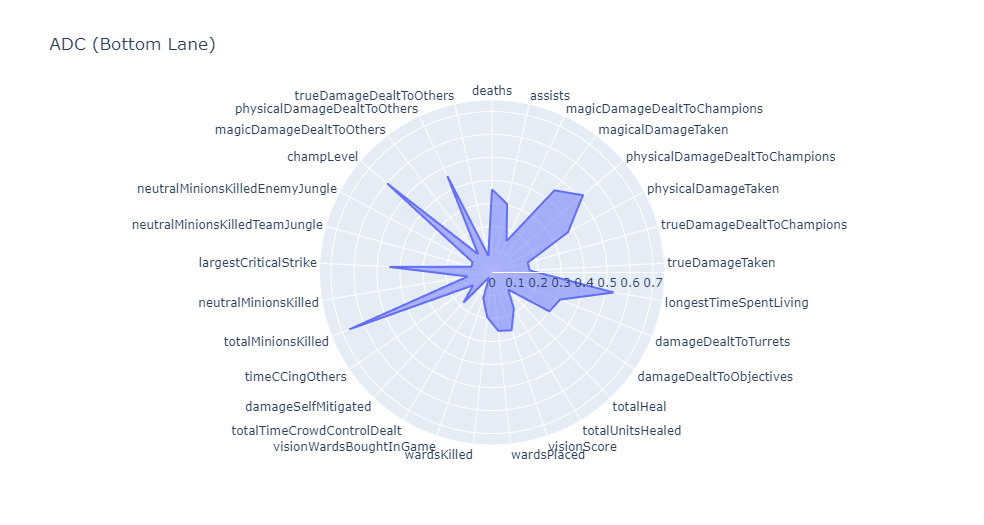 ADC (Bottom Lane)
deaths
assists
magicDamageDealtToChampions
magicalDamageTaken
physicalDamageDealtToChampions
physicalDamageTaken
trueDamageDealtToChampions
trueDamageTaken
longestTimeSpentLiving
damageDealtToTurrets
damageDealtToObjectives
totalHeal
totalUnitsHealed
visionScore
wardsPlaced
wardsKilled
visionWardsBoughtInGame
totalTimeCrowdControlDealt
damageSelfMitigated
timeCCingOthers
totalMinionsKilled
neutralMinionsKilled
largestCriticalStrike
neutralMinionsKilledTeamJungle
neutralMinionsKilledEnemyJungle
champLevel
magicDamageDealtToOthers
physicalDamageDealtToOthers
trueDamageDealtToOthers
0 0.1 0.2 0.3 0.4 0.5 0.6 0.7